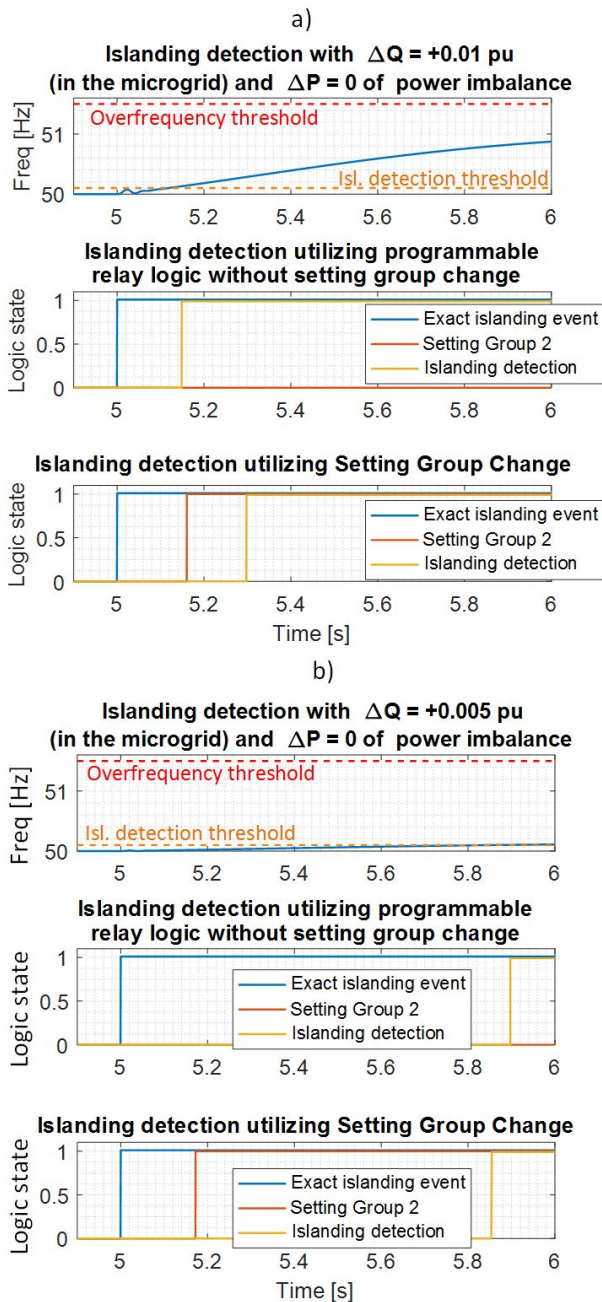 a)
Islanding detection with ΔQ = +0.01 pu
(in the microgrid) and ΔP = 0 of power imbalance
Freq [Hz]
51
50
Overfrequency threshold
Isl. detection threshold
5 5.2 5.4 5.6 5.8 6
Islanding detection utilizing programmable
relay logic without setting group change
Logic state
1
0.5
0
Exact islanding event
Setting Group 2
Islanding detection
5 5.2 5.4 5.6 5.8 6
Islanding detection utilizing Setting Group Change
Logic state
1
0.5
0
Exact islanding event
Setting Group 2
Islanding detection
5 5.2 5.4 5.6 5.8 6
Time [s]
b)
Islanding detection with ΔQ = +0.005 pu
(in the microgrid) and ΔP = 0 of power imbalance
Freq [Hz]
51
50
Overfrequency threshold
Isl. detection threshold
5 5.2 5.4 5.6 5.8 6
Islanding detection utilizing programmable
relay logic without setting group change
Logic state
1
0.5
0
Exact islanding event
Setting Group 2
Islanding detection
5 5.2 5.4 5.6 5.8 6
Islanding detection utilizing Setting Group Change
Logic state
1
0.5
0
Exact islanding event
Setting Group 2
Islanding detection
5 5.2 5.4 5.6 5.8 6
Time [s]